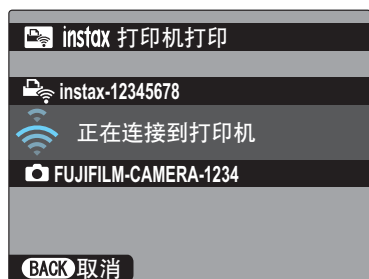 instax 打印机打印
instax-12345678
正在连接到打印机
FUJIFILM-CAMERA-1234
BACK 取消